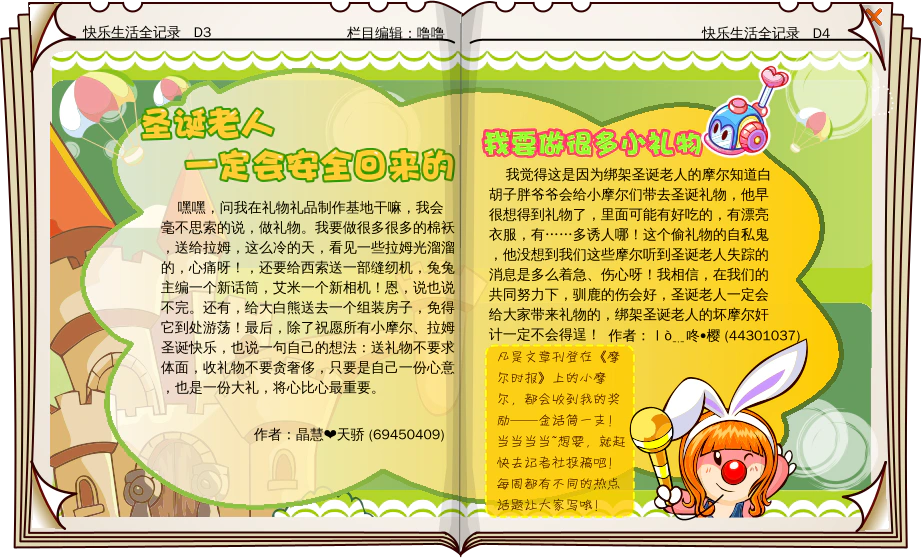 快乐生活全记录 D3
栏目编辑：噜噜
圣诞老人
一定会安全回来的
嘿嘿，问我在礼物礼品制作基地干嘛，我会
毫不思索的说，做礼物。我要做很多很多的棉袄
，送给拉姆，这么冷的天，看见一些拉姆光溜溜
的，心痛呀！，还要给西索送一部缝纫机，兔兔
主编一个新话筒，艾米一个新相机！恩，说也说
不完。还有，给大白熊送去一个组装房子，免得
它到处游荡！最后，除了祝愿所有小摩尔、拉姆
圣诞快乐，也说一句自己的想法：送礼物不要求
体面，收礼物不要贪奢侈，只要是自己一份心意
，也是一份大礼，将心比心最重要。
作者：晶慧❤天骄 (69450409)
快乐生活全记录 D4
我要做很多小礼物
我觉得这是因为绑架圣诞老人的摩尔知道白
胡子胖爷爷会给小摩尔们带去圣诞礼物，他早
很想得到礼物了，里面可能有好吃的，有漂亮
衣服，有……多诱人哪！这个偷礼物的自私鬼
，他没想到我们这些摩尔听到圣诞老人失踪的
消息是多么着急、伤心呀！我相信，在我们的
共同努力下，驯鹿的伤会好，圣诞老人一定会
给大家带来礼物的，绑架圣诞老人的坏摩尔奸
计一定不会得逞！ 作者：丨ò﹎咚•樱 (44301037)
凡是文章刊登在《摩
尔时报》上的小摩
尔，都会收到我的奖
励——金话筒一支！
当当当当~想要，就赶
快去记者社投稿吧！
每周都有不同的热点
话题让大家写哦！